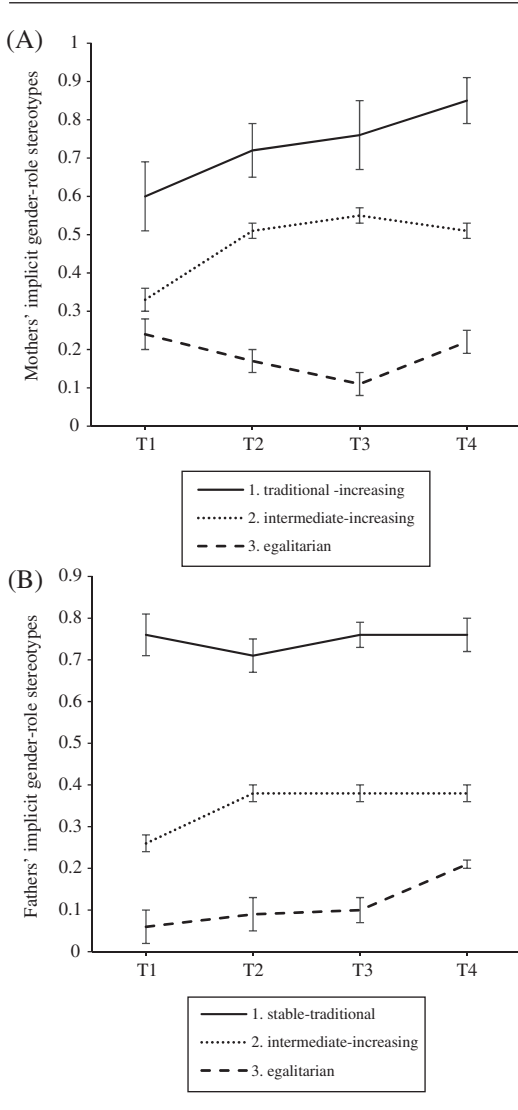 (A)
Mothers' implicit gender-role stereotypes
1
0.9
0.8
0.7
0.6
0.5
0.4
0.3
0.2
0.1
0
T1 T2 T3 T4
1. traditional -increasing
2. intermediate-increasing
3. egalitarian
(B)
Fathers' implicit gender-role stereotypes
0.9
0.8
0.7
0.6
0.5
0.4
0.3
0.2
0.1
0
T1 T2 T3 T4
1. stable-traditional
2. intermediate-increasing
3. egalitarian